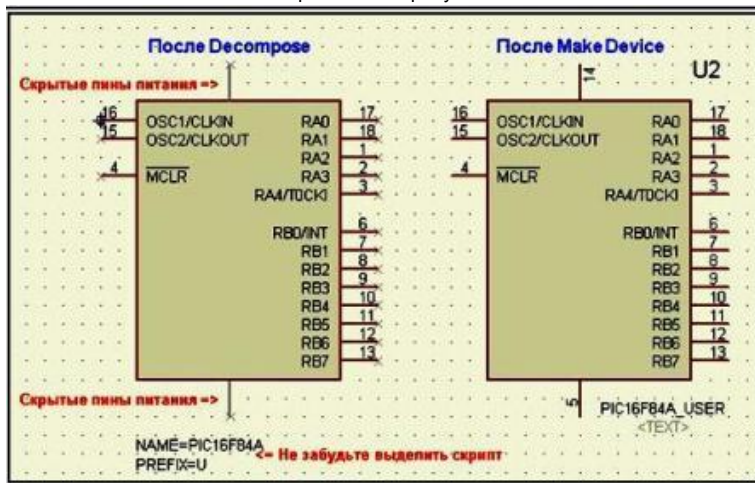 После Decompose
После Make Device
Скрытые пины питания =>
14
U2
16 OSC1/CLKIN RA0 17
15 OSC2/CLKOUT RA1 18
RA2 1
4 MCLR RA3 2
RA4/T0CKI 3
RB0/INT 6
RB1 7
RB2 8
RB3 9
RB4 10
RB5 11
RB6 12
RB7 13
16 OSC1/CLKIN RA0 17
15 OSC2/CLKOUT RA1 18
RA2 1
4 MCLR RA3 2
RA4/T0CKI 3
RB0/INT 6
RB1 7
RB2 8
RB3 9
RB4 10
RB5 11
RB6 12
RB7 13
Скрытые пины питания =>
5
PIC16F84A_USER
<TEXT>
NAME=PIC16F84A
PREFIX=U
<= Не забудьте выделить скрипт